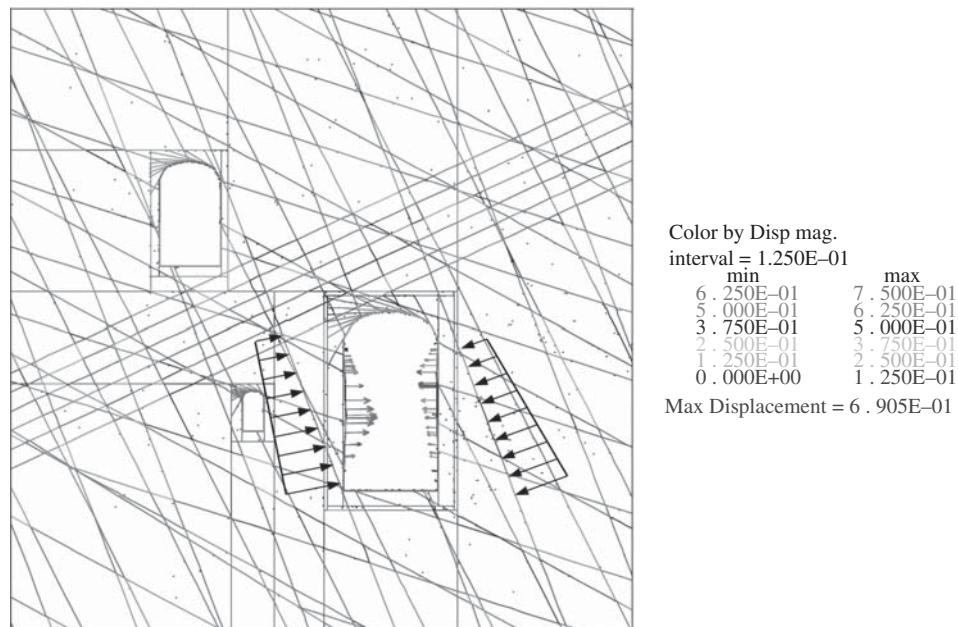 Color by Disp mag.
interval = 1.250E–01
min max
6 . 250E–01 7 . 500E–01
5 . 000E–01 6 . 250E–01
3 . 750E–01 5 . 000E–01
2 . 500E–01 3 . 750E–01
1 . 250E–01 2 . 500E–01
0 . 000E+00 1 . 250E–01
Max Displacement = 6 . 905E–01